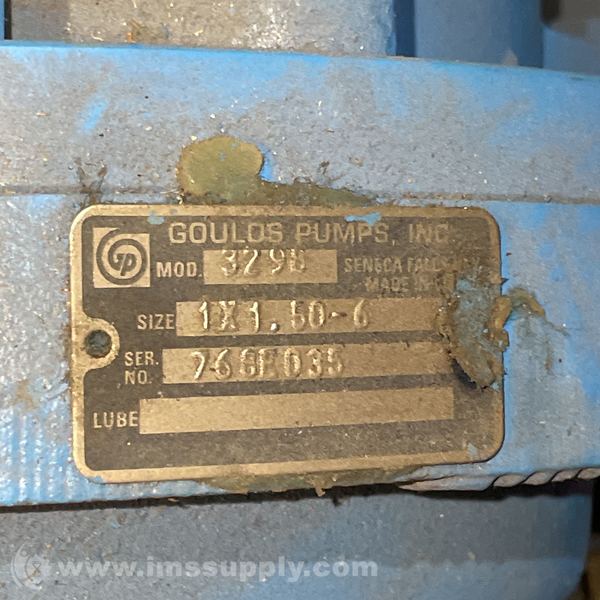 GOULDS PUMPS, INC
MOD. 3298
SENECA FALLS
MADE IN
SIZE 1X1.50-6
SER. NO. 768E035
LUBE
www.imssupply.com